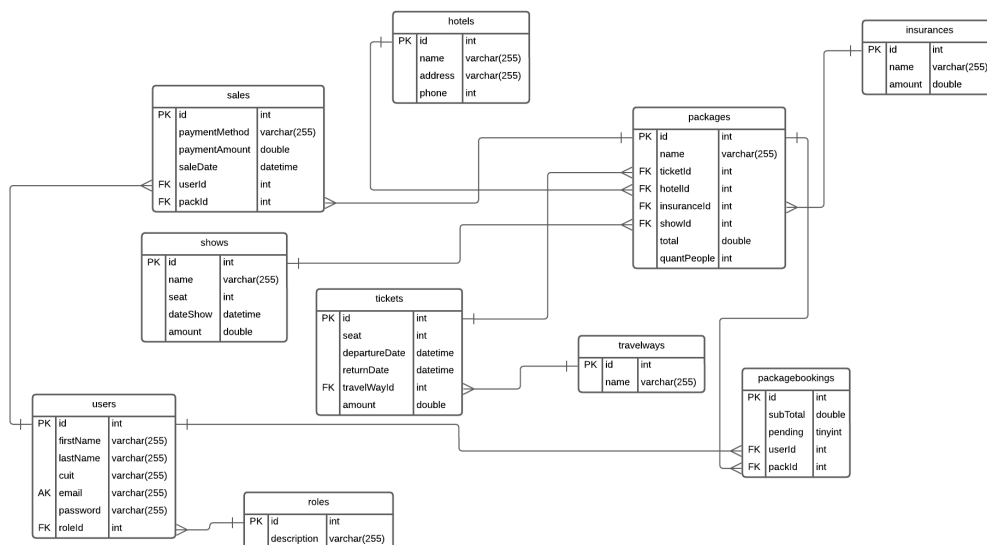 hotels
PK id int
name varchar(255)
address varchar(255)
phone int
insurances
PK id int
name varchar(255)
amount double
sales
PK id int
paymentMethod varchar(255)
paymentAmount double
saleDate datetime
FK userId int
FK packId int
packages
PK id int
name varchar(255)
FK ticketId int
FK hotelId int
FK insuranceId int
FK showId int
total double
quantPeople int
shows
PK id int
name varchar(255)
seat int
dateShow datetime
amount double
tickets
PK id int
seat int
departureDate datetime
returnDate datetime
FK travelWayId int
amount double
travelways
PK id int
name varchar(255)
packagebookings
PK id int
subTotal double
pending tinyint
FK userId int
FK packId int
users
PK id int
firstName varchar(255)
lastName varchar(255)
cuit varchar(255)
AK email varchar(255)
password varchar(255)
FK roleId int
roles
PK id int
description varchar(255)